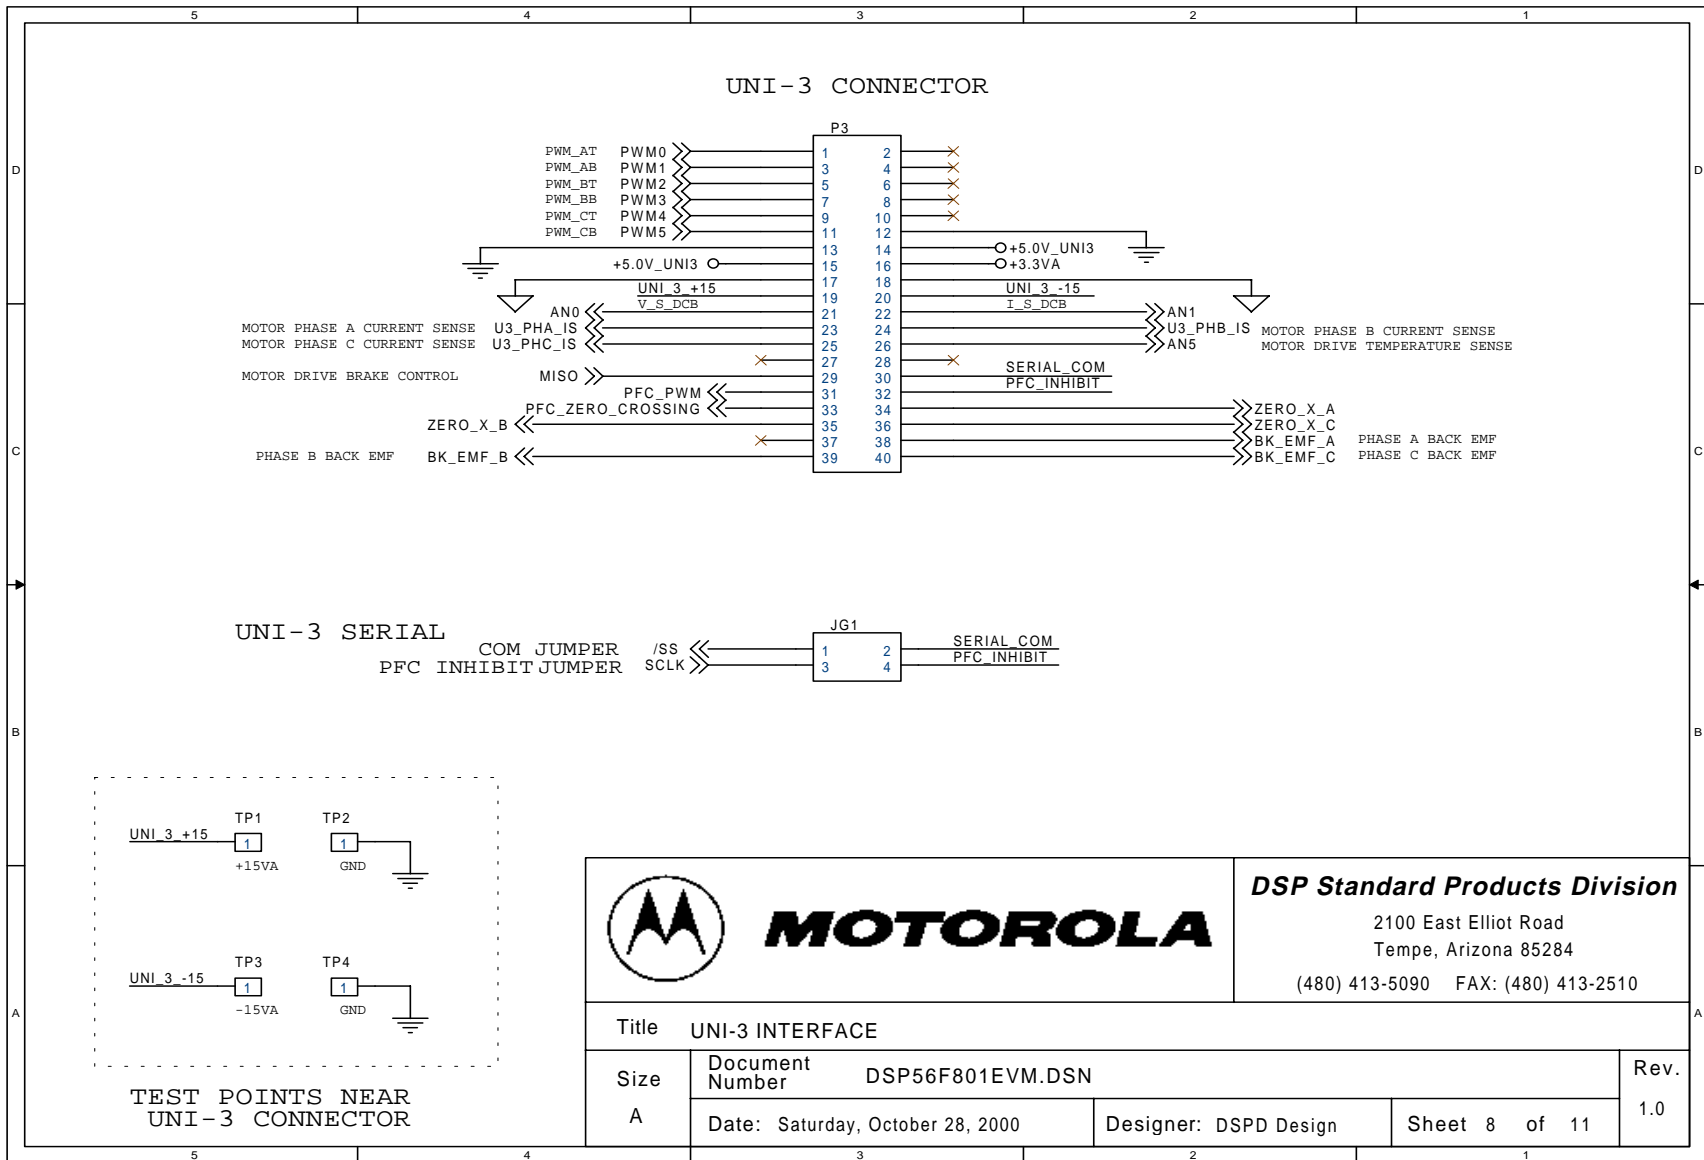 5 4 3 2 1
UNI-3 CONNECTOR
P3
D D
PWM_AT PWM0 1 2
PWM_AB PWM1 3 4
PWM_BT PWM2 5 6
PWM_BB PWM3 7 8
PWM_CT PWM4 9 10
PWM_CB PWM5 11 12
13 14 +5.0V_UNI3
+5.0V_UNI3 15 16 +3.3VA
17 18
UNI_3_+15 19 20 UNI_3_-15
V_S_DCB I_S_DCB
AN0 21 22 AN1
MOTOR PHASE A CURRENT SENSE U3_PHA_IS 23 24 U3_PHB_IS MOTOR PHASE B CURRENT SENSE
MOTOR PHASE C CURRENT SENSE U3_PHC_IS 25 26 AN5 MOTOR DRIVE TEMPERATURE SENSE
27 28
MOTOR DRIVE BRAKE CONTROL MISO 29 30 SERIAL_COM
PFC_PWM 31 32 PFC_INHIBIT
PFC_ZERO_CROSSING 33 34 ZERO_X_A
ZERO_X_B 35 36 ZERO_X_C
37 38 BK_EMF_A PHASE A BACK EMF
C C
PHASE B BACK EMF BK_EMF_B 39 40 BK_EMF_C PHASE C BACK EMF
UNI-3 SERIAL
JG1
COM JUMPER /SS 1 2 SERIAL_COM
PFC INHIBIT JUMPER SCLK 3 4 PFC_INHIBIT
B B
TP1 TP2
UNI_3_+15 1 1
+15VA GND
TP3 TP4
UNI_3_-15 1 1
-15VA GND
TEST POINTS NEAR
UNI-3 CONNECTOR
A A
MOTOROLA
DSP Standard Products Division
2100 East Elliot Road
Tempe, Arizona 85284
(480) 413-5090 FAX: (480) 413-2510
Title UNI-3 INTERFACE
Size A
Document Number DSP56F801EVM.DSN
Rev. 1.0
Date: Saturday, October 28, 2000
Designer: DSPD Design
Sheet 8 of 11
5 4 3 2 1